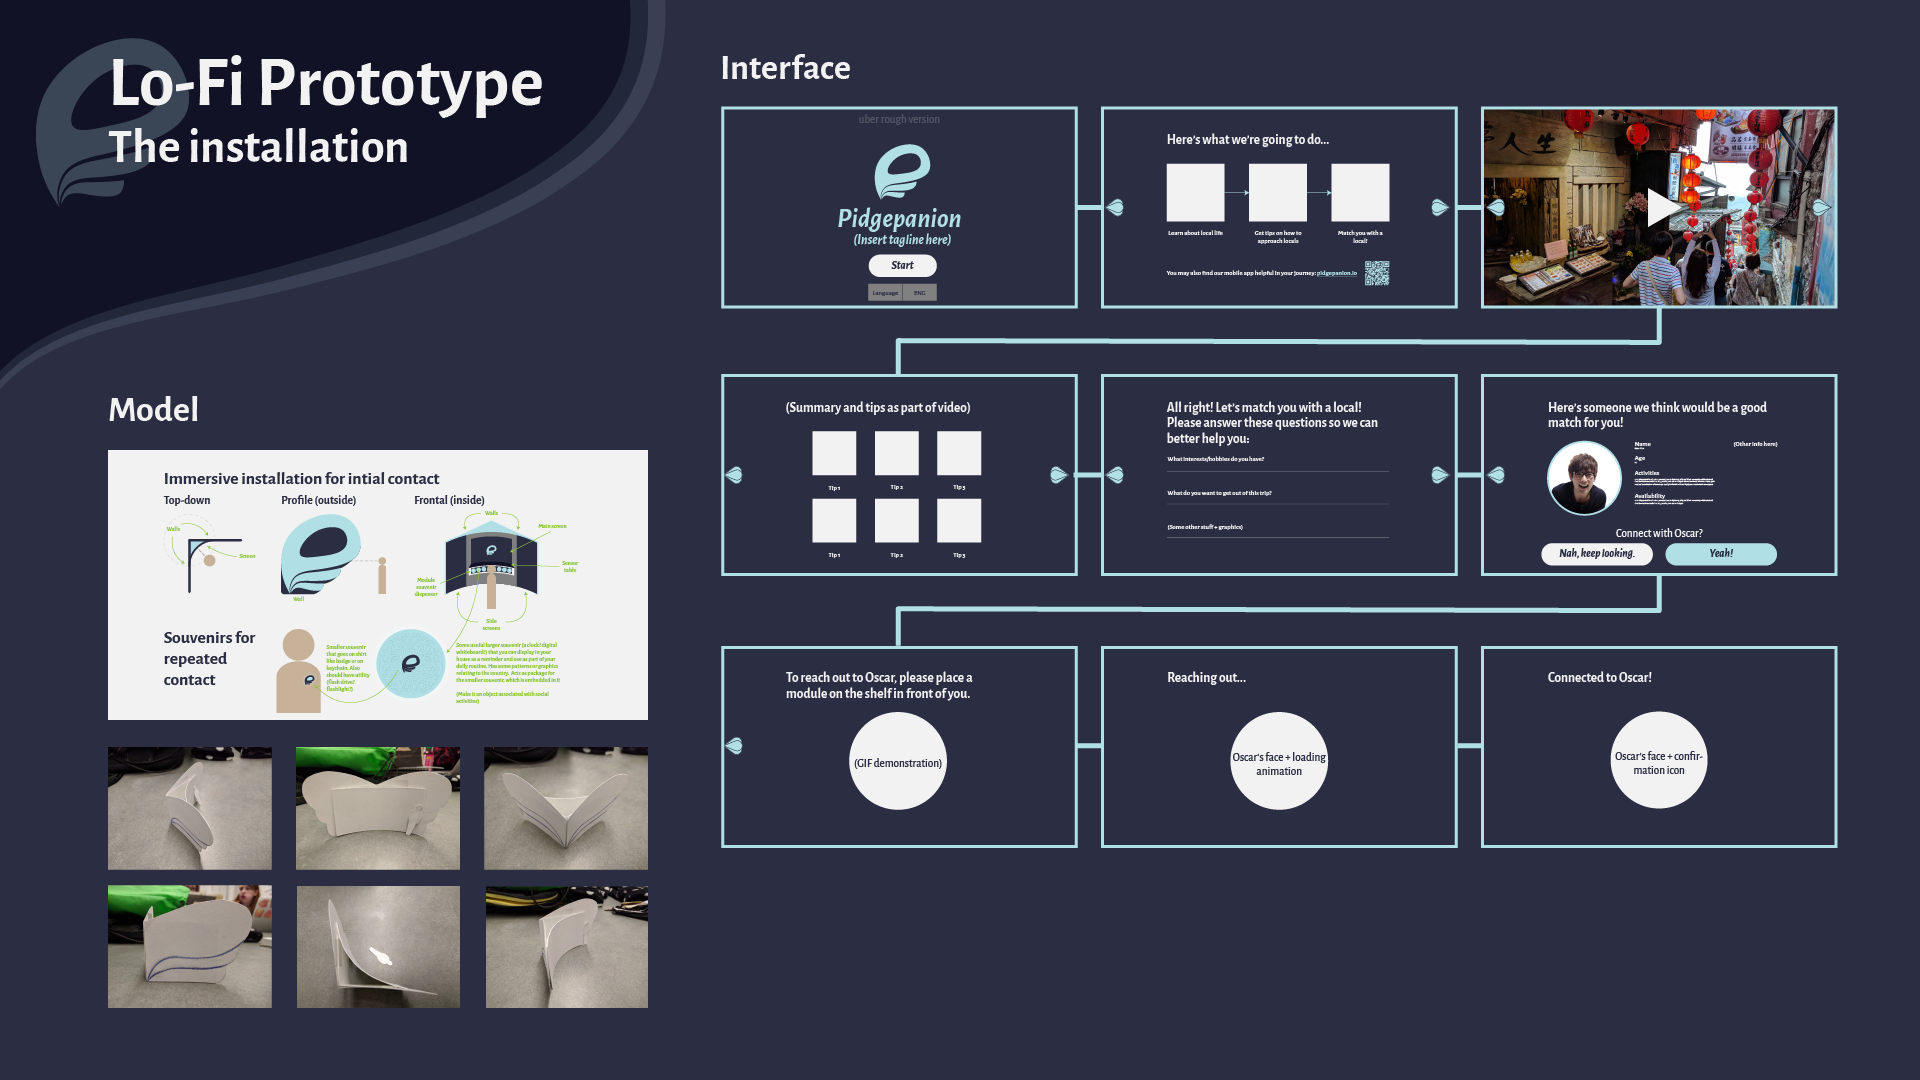 Lo-Fi Prototype
The installation
Model
Immersive installation for intial contact
Top-down
Profile (outside)
Frontal (inside)
Walls
Screen
Wall
Walls
Main screen
Sensor
table
Module
souvenir
dispenser
Side
screens
Souvenirs for
repeated
contact
Smaller souvenir
that goes on shirt
like badge or on
keychain. Also
should have utility
(flash drive?
flashlight?)
Some useful larger souvenir (a clock? digital
whiteboard?) that you can display in your
house as a reminder and use as part of your
daily routine. Has some patterns or graphics
relating to the country. Acts as package for
the smaller souvenir, which is embedded in it
(Make it an object associated with social
activities)
Interface
uber rough version
Pidgepanion
(Insert tagline here)
Start
Language ENG
Here's what we're going to do...
Learn about local life
Get tips on how to
approach locals
Match you with a
local!
You may also find our mobile app helpful in your journey: pidgepanion.io
人生
(Summary and tips as part of video)
Tip 1
Tip 2
Tip 3
Tip 1
Tip 2
Tip 3
All right! Let's match you with a local!
Please answer these questions so we can
better help you:
What interests/hobbies do you have?
What do you want to get out of this trip?
(Some other stuff + graphics)
Here's someone we think would be a good
match for you!
Name
(Other info here)
Age
Activities
Availability
Connect with Oscar?
Nah, keep looking.
Yeah!
To reach out to Oscar, please place a
module on the shelf in front of you.
(GIF demonstration)
Reaching out...
Oscar's face + loading
animation
Connected to Oscar!
Oscar's face + confir-
mation icon